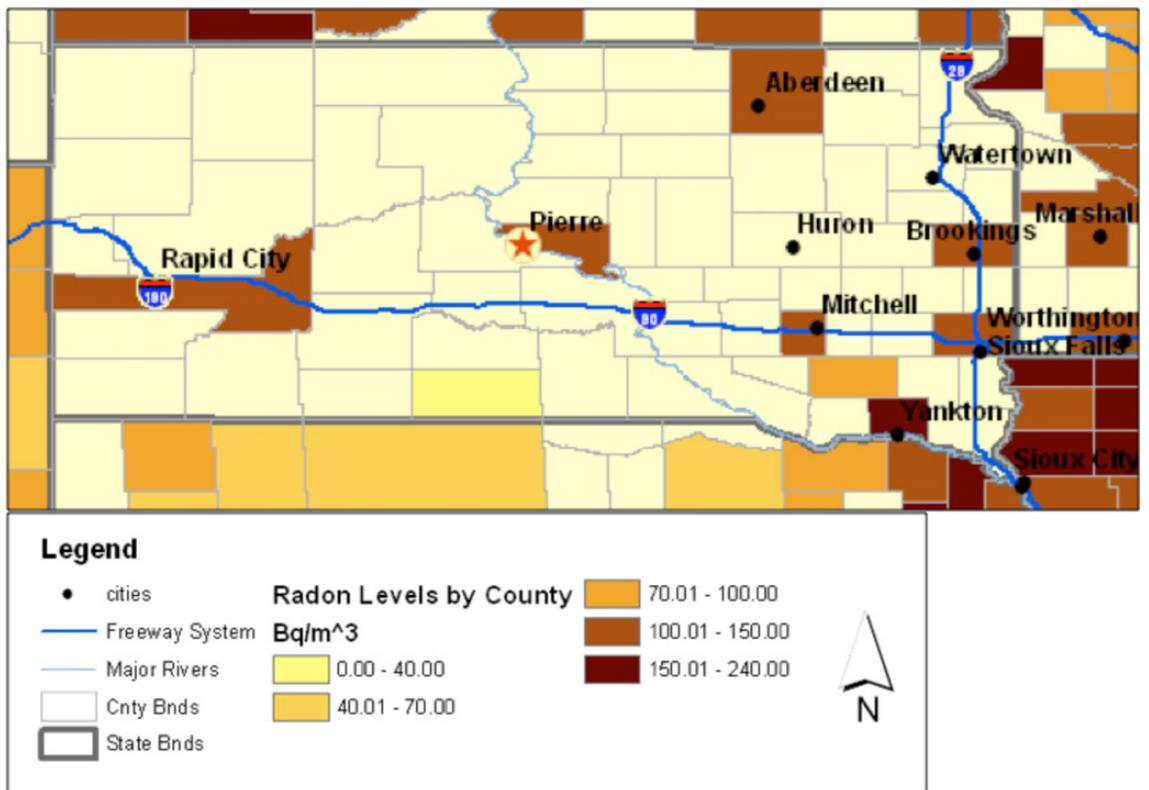 Aberdeen
29
Watertown
Pierre
Marshall
Huron
Brookings
Rapid City
190
90
Mitchell
Worthington
Sioux Falls
Yankton
Sioux City
Legend
cities
Freeway System
Major Rivers
Cnty Bnds
State Bnds
Radon Levels by County
Bq/m^3
0.00 - 40.00
40.01 - 70.00
70.01 - 100.00
100.01 - 150.00
150.01 - 240.00
N